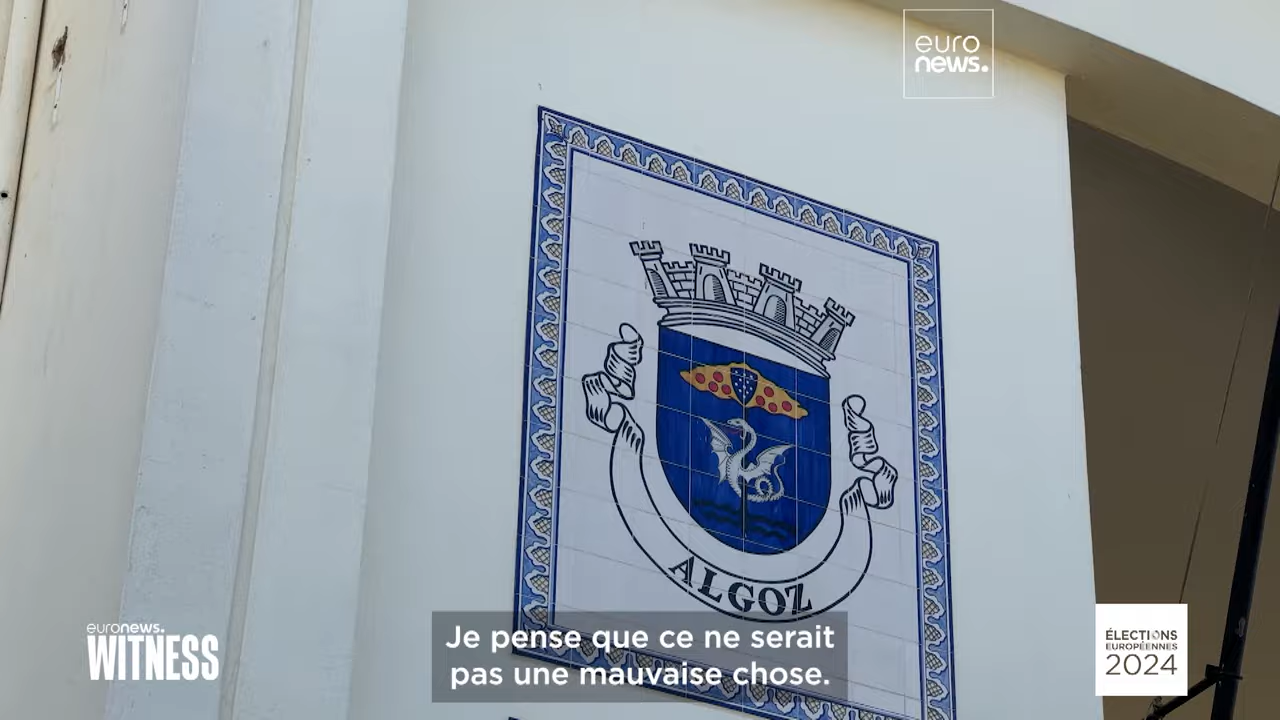 euro
news.
ALGOZ
euronews.
WITNESS
Je pense que ce ne serait
pas une mauvaise chose.
ÉLECTIONS
EUROPÉENNES
2024